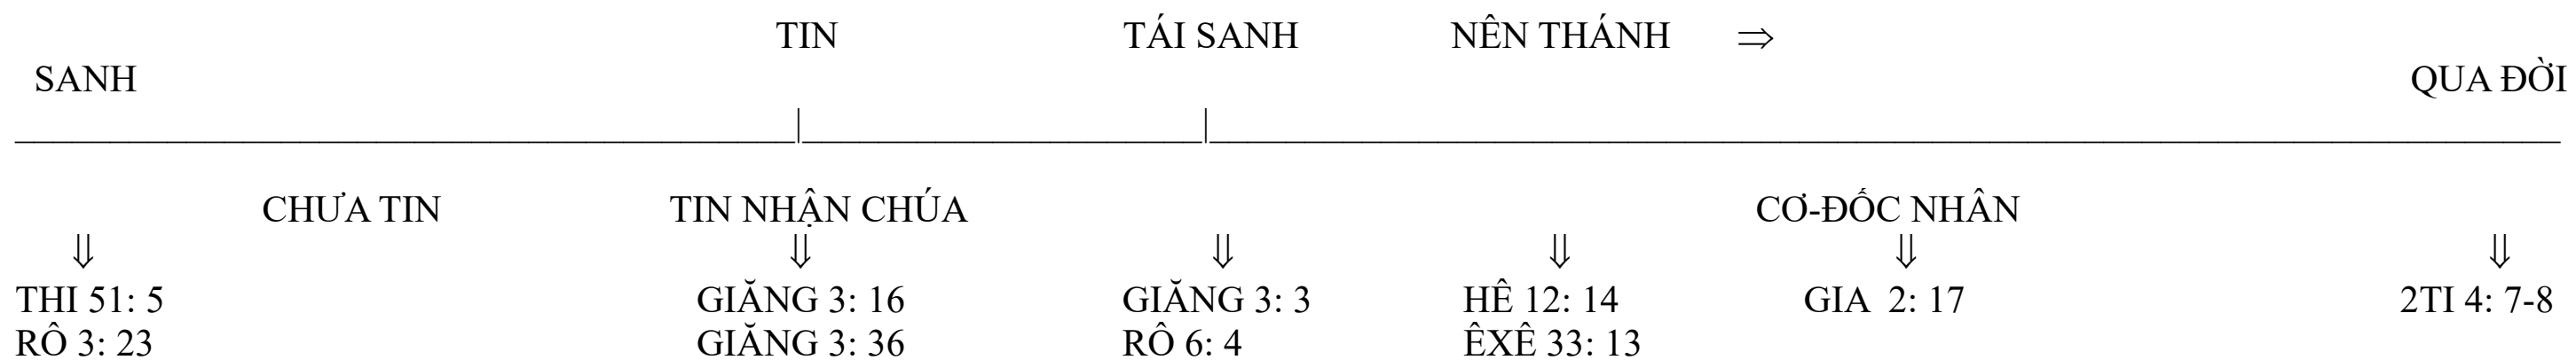 TIN TÁI SANH NÊN THÁNH ⇒
SANH QUA ĐỜI
CHƯA TIN TIN NHẬN CHÚA CƠ-ĐỐC NHÂN
⇓ ⇓ ⇓ ⇓ ⇓ ⇓
THI 51: 5 GIĂNG 3: 16 GIĂNG 3: 3 HÊ 12: 14 GIA 2: 17 2TI 4: 7-8
RÔ 3: 23 GIĂNG 3: 36 RÔ 6: 4 ÊXÊ 33: 13